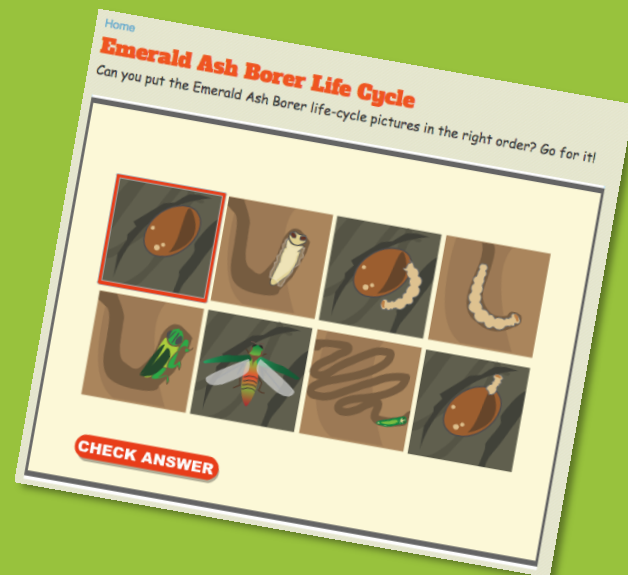 Home
Emerald Ash Borer Life Cycle
Can you put the Emerald Ash Borer life-cycle pictures in the right order? Go for it!
CHECK ANSWER